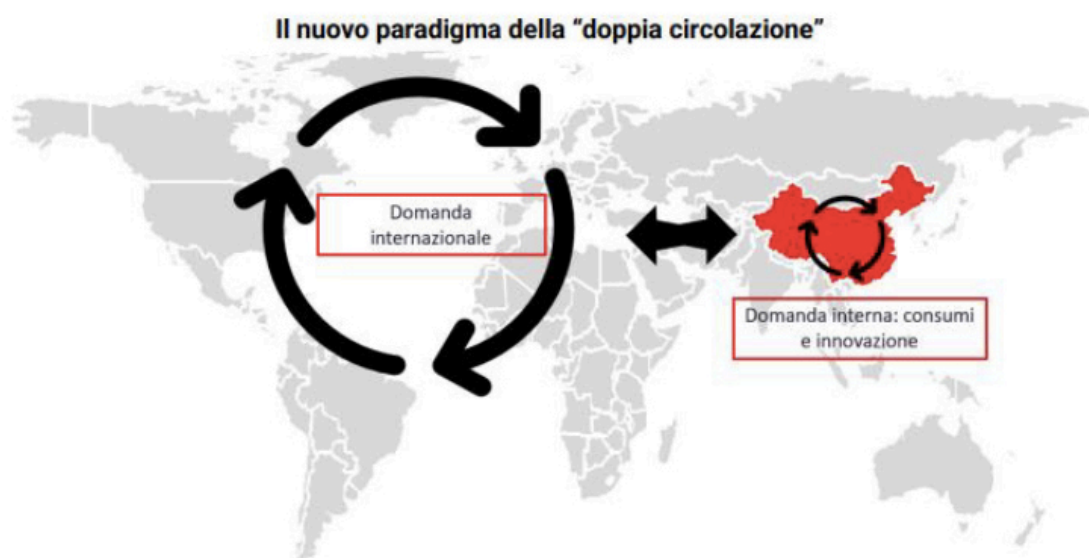 Il nuovo paradigma della “doppia circolazione”
Domanda
internazionale
Domanda interna: consumi
e innovazione